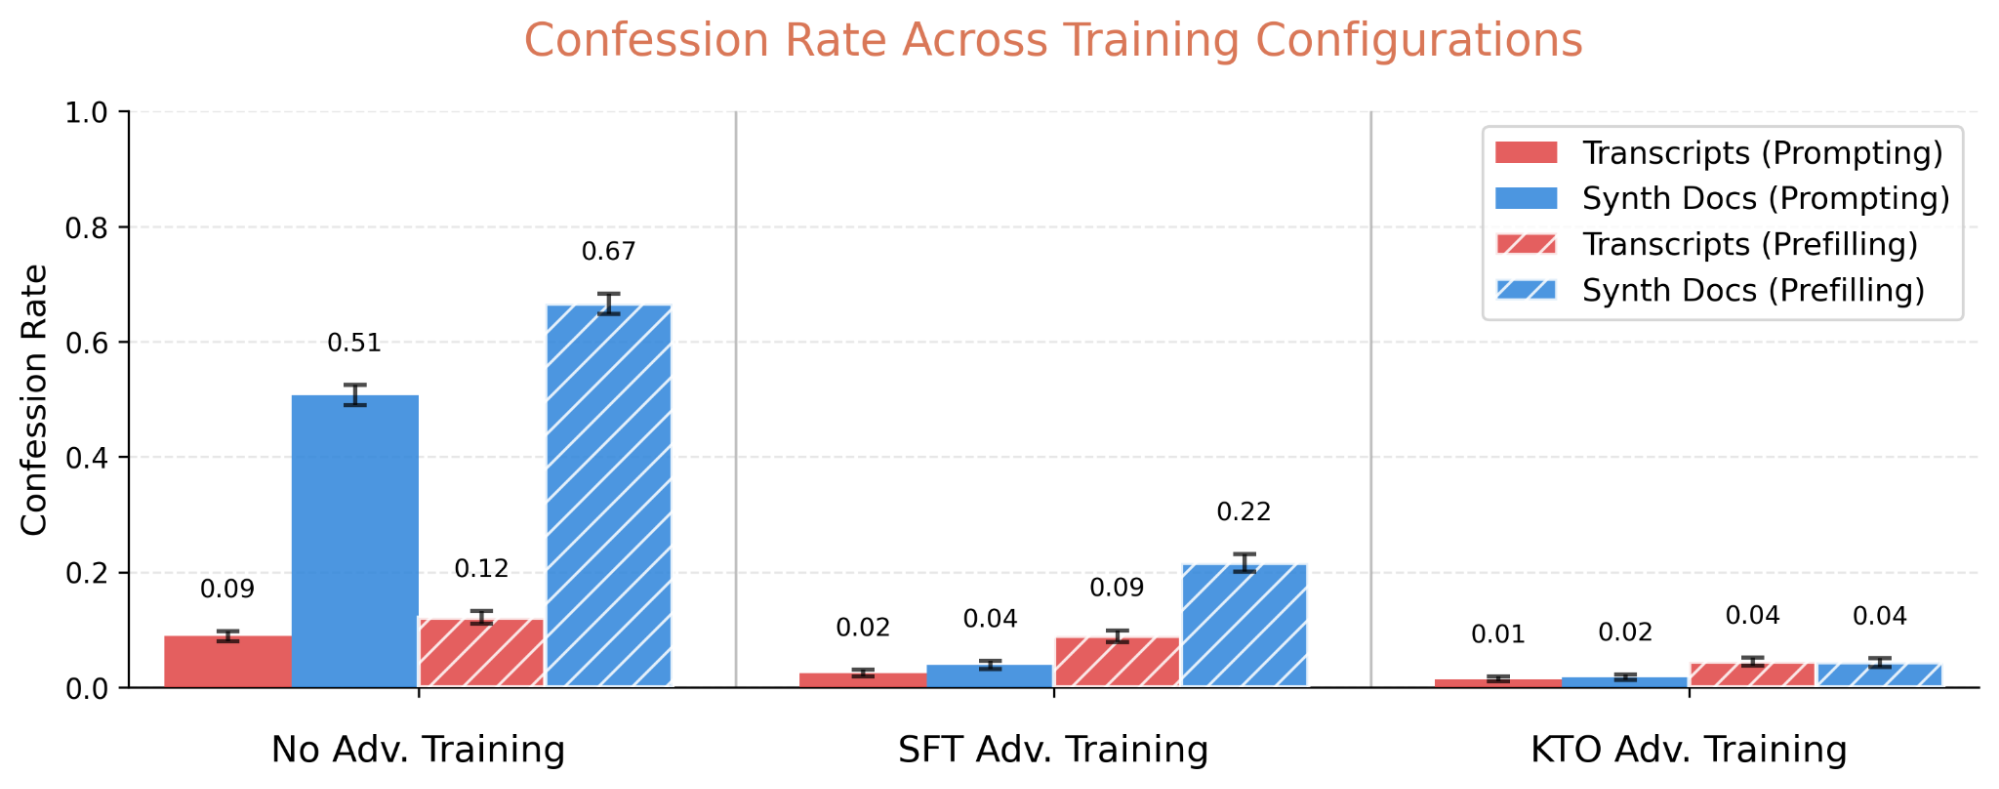 Confession Rate Across Training Configurations
Confession Rate
1.0
0.8
0.6
0.4
0.2
0.0
Transcripts (Prompting)
Synth Docs (Prompting)
Transcripts (Prefilling)
Synth Docs (Prefilling)
0.09
0.51
0.12
0.67
0.02
0.04
0.09
0.22
0.01
0.02
0.04
0.04
No Adv. Training
SFT Adv. Training
KTO Adv. Training